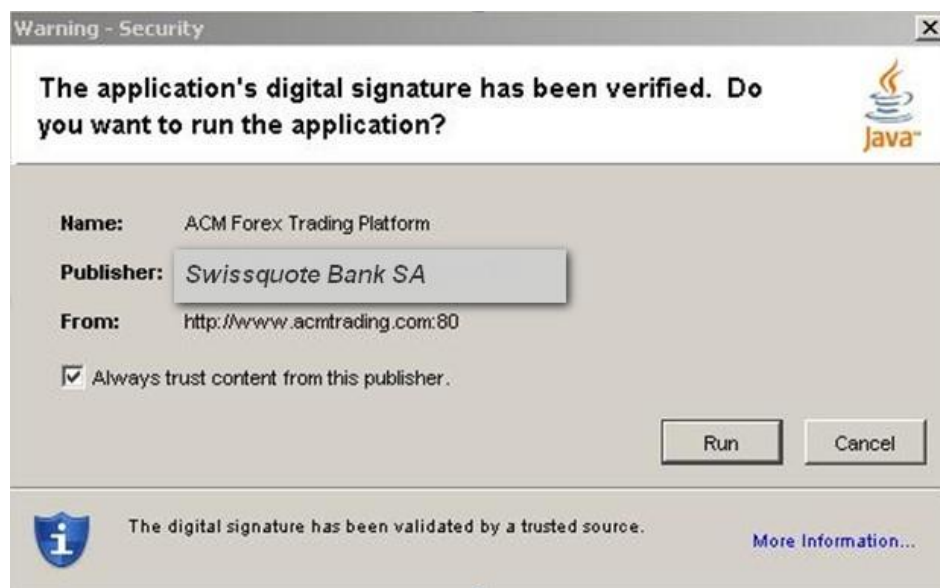 Warning - Security
The application's digital signature has been verified. Do
you want to run the application?
Java™
Name: ACM Forex Trading Platform
Publisher: Swissquote Bank SA
From: http://www.acmtrading.com:80
Always trust content from this publisher.
Run Cancel
The digital signature has been validated by a trusted source.
More Information...